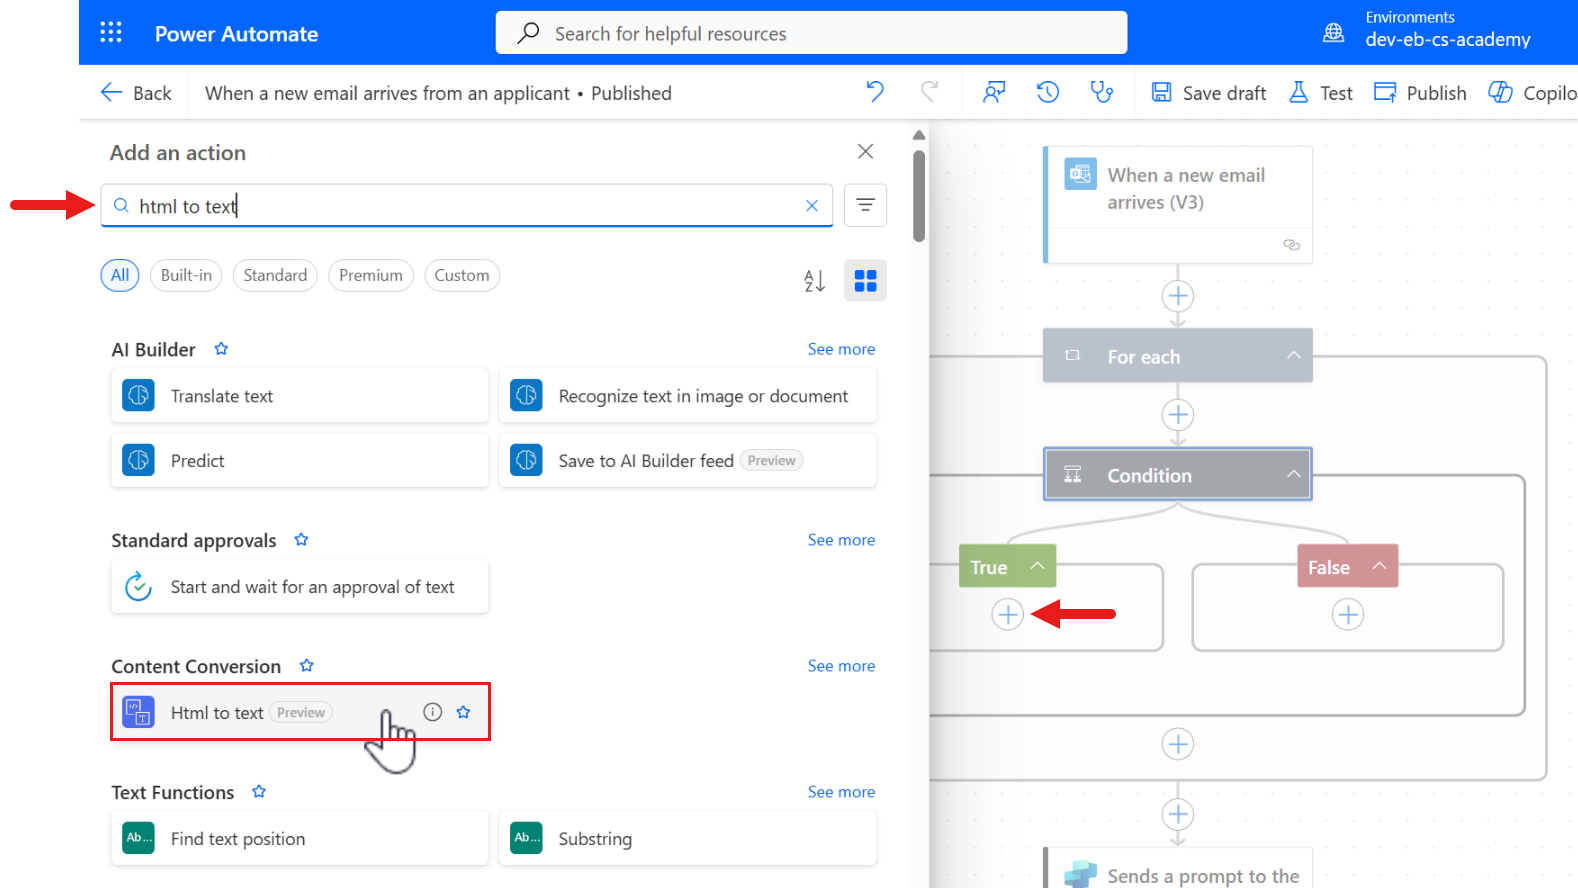 Power Automate
Search for helpful resources
Environments
dev-eb-cs-academy
Back
When a new email arrives from an applicant • Published
Save draft
Test
Publish
Copilo
Add an action
html to text
All
Built-in
Standard
Premium
Custom
A
Z
AI Builder
See more
Translate text
Recognize text in image or document
Predict
Save to AI Builder feed Preview
Standard approvals
See more
Start and wait for an approval of text
Content Conversion
See more
Html to text Preview
Text Functions
See more
Ab... Find text position
Ab... Substring
When a new email
arrives (V3)
For each
Condition
True
False
Sends a prompt to the